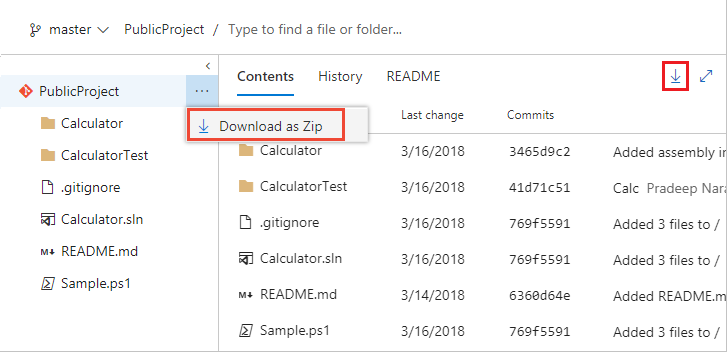 master PublicProject / Type to find a file or folder...
PublicProject ...
Calculator
CalculatorTest
.gitignore
Calculator.sln
M↓ README.md
Sample.ps1
Contents History README
Download as Zip
Last change Commits
Calculator 3/16/2018 3465d9c2 Added assembly in
CalculatorTest 3/16/2018 41d71c51 Calc Pradeep Nara
.gitignore 3/16/2018 769f5591 Added 3 files to /
Calculator.sln 3/16/2018 769f5591 Added 3 files to /
M↓ README.md 3/14/2018 6360d64e Added README.m
Sample.ps1 3/16/2018 769f5591 Added 3 files to /